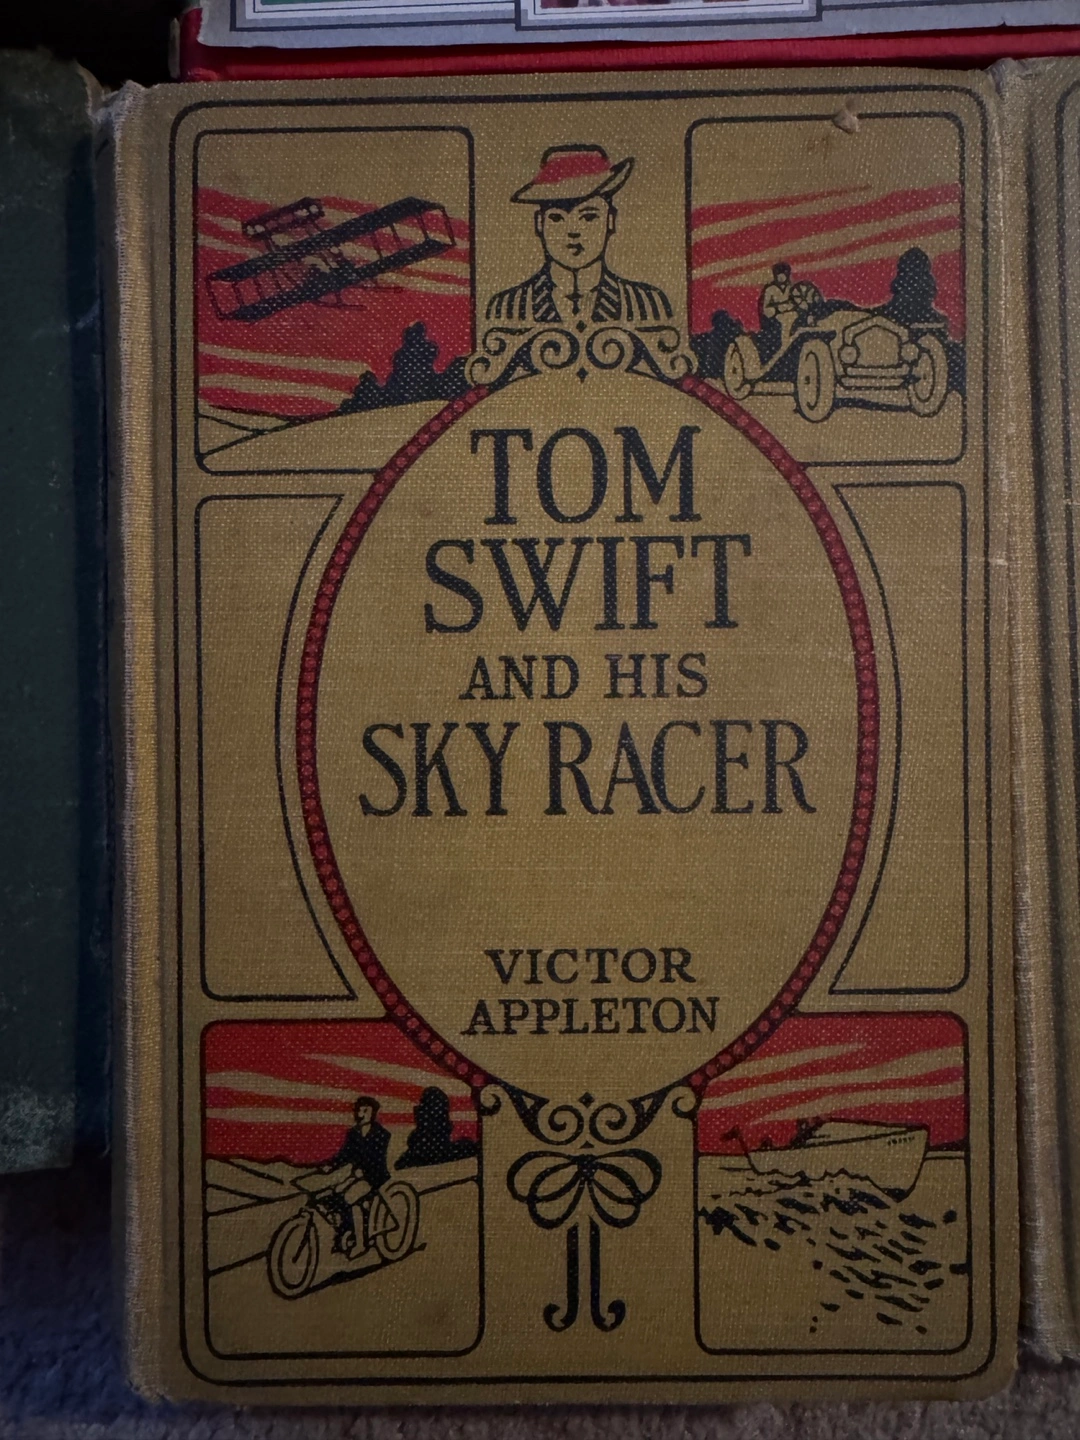 TOM
SWIFT
AND HIS
SKY RACER
VICTOR
APPLETON